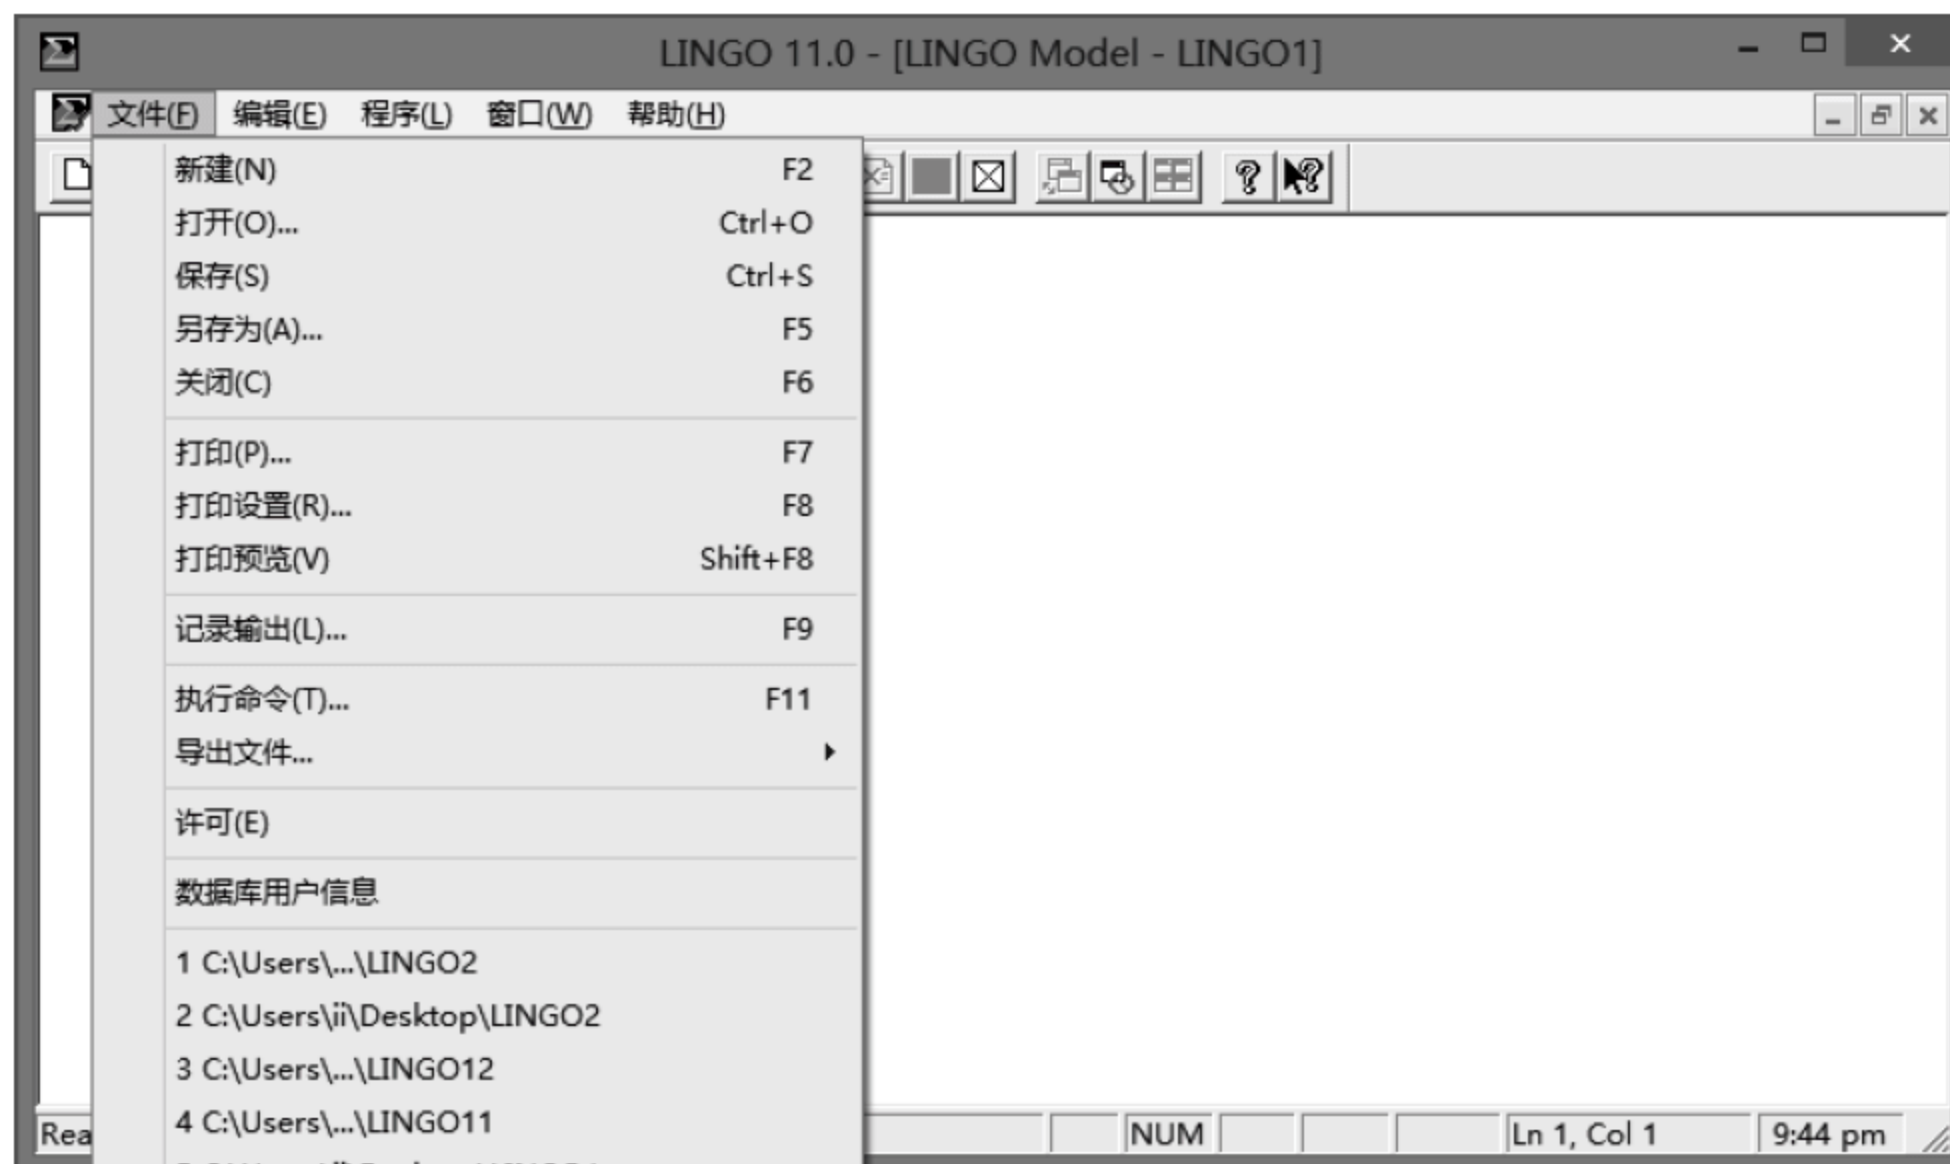 LINGO 11.0 - [LINGO Model - LINGO1]
文件(F) 编辑(E) 程序(L) 窗口(W) 帮助(H)
新建(N) F2
打开(O)... Ctrl+O
保存(S) Ctrl+S
另存为(A)... F5
关闭(C) F6
打印(P)... F7
打印设置(R)... F8
打印预览(V) Shift+F8
记录输出(L)... F9
执行命令(T)... F11
导出文件...
许可(E)
数据库用户信息
1 C:\Users\...\LINGO2
2 C:\Users\ii\Desktop\LINGO2
3 C:\Users\...\LINGO12
4 C:\Users\...\LINGO11
Rea NUM Ln 1, Col 1 9:44 pm